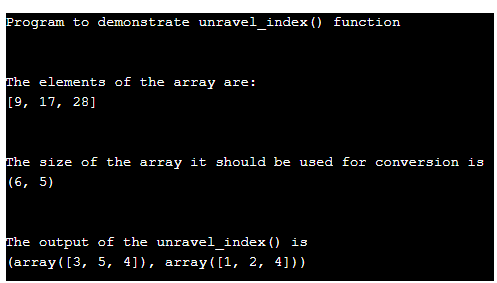 Program to demonstrate unravel_index() function
The elements of the array are:
[9, 17, 28]
The size of the array it should be used for conversion is
(6, 5)
The output of the unravel_index() is
(array([3, 5, 4]), array([1, 2, 4]))